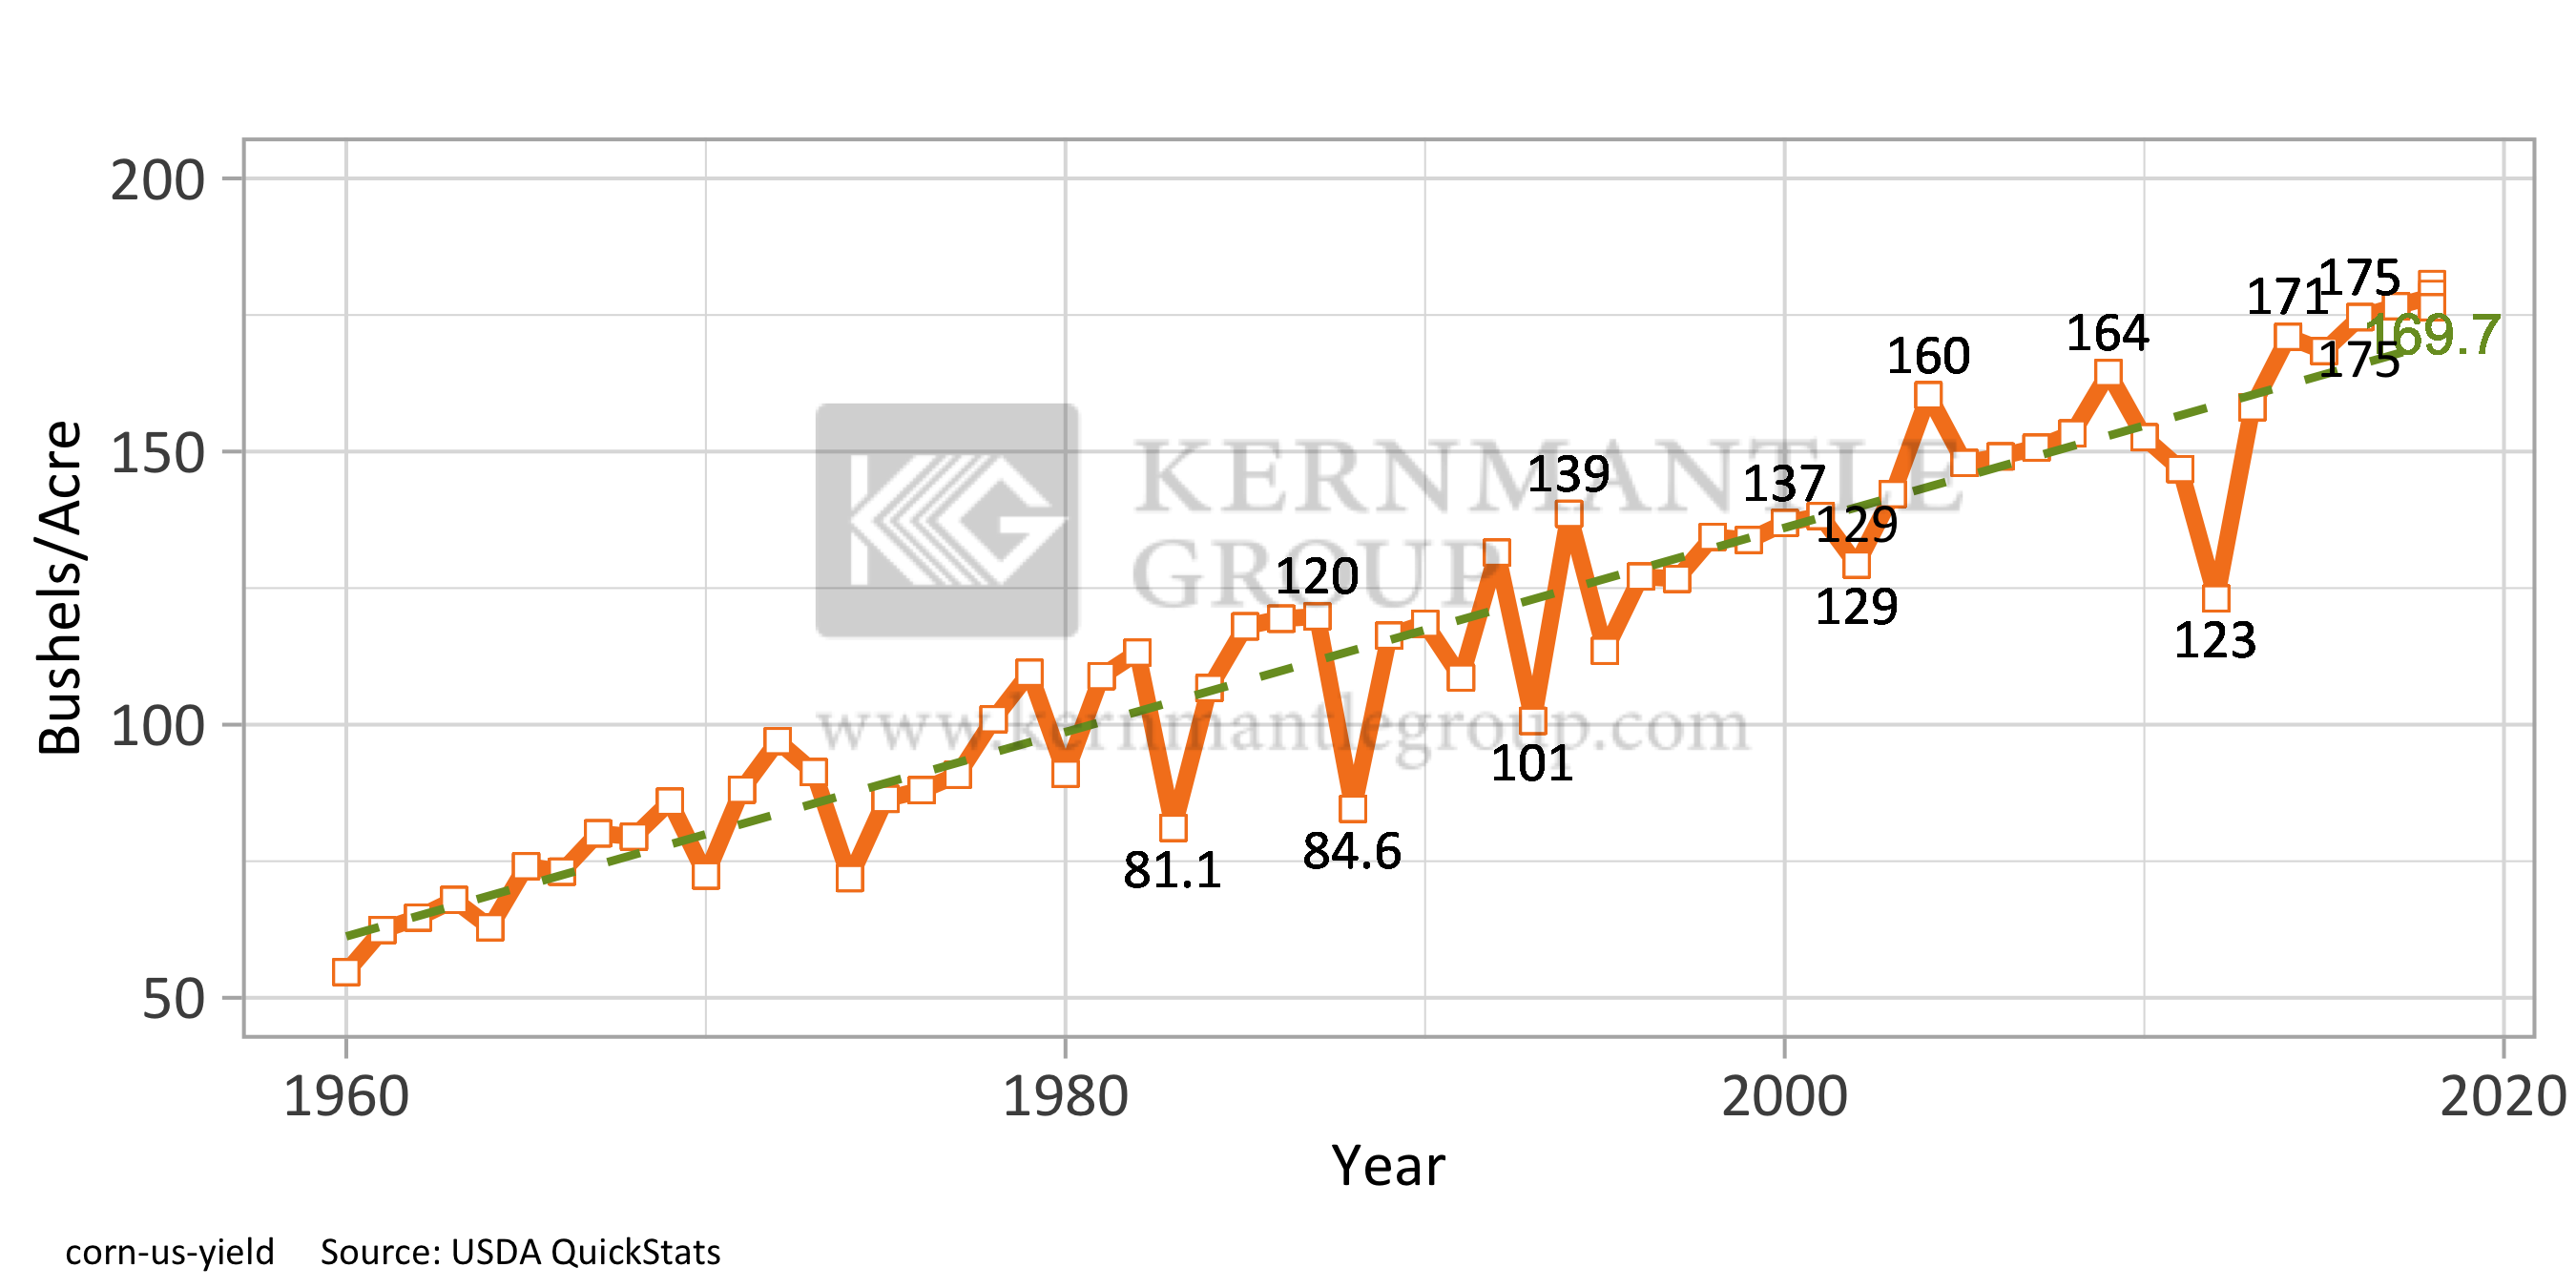 200
150
100
50
Bushels/Acre
KERNMANTLE
GROUP
www.kernmantlegroup.com
81.1
120
84.6
101
139
137
129
129
160
164
123
171
175
175
169.7
1960 1980 2000 2020
Year
corn-us-yield Source: USDA QuickStats